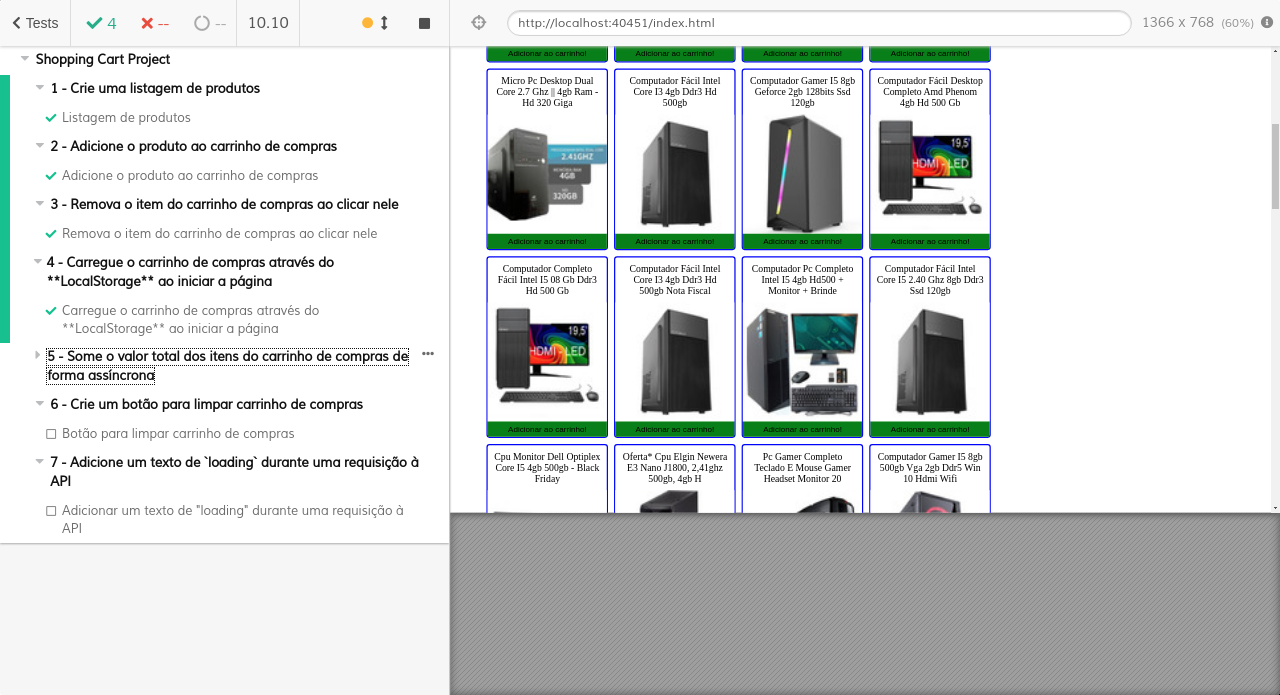 Tests
4
--
--
10.10
http://localhost:40451/index.html
1366 x 768 (60%)
Shopping Cart Project
1 - Crie uma listagem de produtos
Listagem de produtos
2 - Adicione o produto ao carrinho de compras
Adicione o produto ao carrinho de compras
3 - Remova o item do carrinho de compras ao clicar nele
Remova o item do carrinho de compras ao clicar nele
4 - Carregue o carrinho de compras através do
**LocalStorage** ao iniciar a página
Carregue o carrinho de compras através do
**LocalStorage** ao iniciar a página
5 - Some o valor total dos itens do carrinho de compras de
forma assíncrona
6 - Crie um botão para limpar carrinho de compras
Botão para limpar carrinho de compras
7 - Adicione um texto de `loading` durante uma requisição à
API
Adicionar um texto de "loading" durante uma requisição à
API
Adicionar ao carrinho! Adicionar ao carrinho! Adicionar ao carrinho! Adicionar ao carrinho!
Micro Pc Desktop Dual
Core 2.7 Ghz || 4gb Ram -
Hd 320 Giga
2.41GHZ
4GB
320GB
Adicionar ao carrinho!
Computador Fácil Intel
Core I3 4gb Ddr3 Hd
500gb
Adicionar ao carrinho!
Computador Gamer I5 8gb
Geforce 2gb 128bits Ssd
120gb
Adicionar ao carrinho!
Computador Fácil Desktop
Completo Amd Phenom
4gb Hd 500 Gb
19,5'
HDMI - LED
Adicionar ao carrinho!
Computador Completo
Fácil Intel I5 08 Gb Ddr3
Hd 500 Gb
19,5'
HDMI - LED
Adicionar ao carrinho!
Computador Fácil Intel
Core I3 4gb Ddr3 Hd
500gb Nota Fiscal
Adicionar ao carrinho!
Computador Pc Completo
Intel I5 4gb Hd500 +
Monitor + Brinde
Adicionar ao carrinho!
Computador Fácil Intel
Core I5 2.40 Ghz 8gb Ddr3
Ssd 120gb
Adicionar ao carrinho!
Cpu Monitor Dell Optiplex
Core I5 4gb 500gb - Black
Friday
Oferta* Cpu Elgin Newera
E3 Nano J1800, 2,41ghz
500gb, 4gb H
Pc Gamer Completo
Teclado E Mouse Gamer
Headset Monitor 20
Computador Gamer I5 8gb
500gb Vga 2gb Ddr5 Win
10 Hdmi Wifi